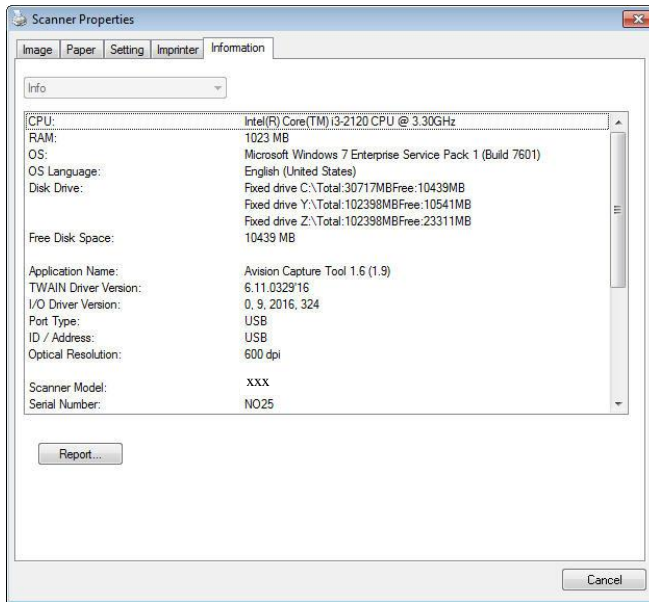 Scanner Properties
Image Paper Setting Imprinter Information
Info
CPU: Intel(R) Core(TM) i3-2120 CPU @ 3.30GHz
RAM: 1023 MB
OS: Microsoft Windows 7 Enterprise Service Pack 1 (Build 7601)
OS Language: English (United States)
Disk Drive: Fixed drive C:\Total:30717MBFree:10439MB
Fixed drive Y:\Total:102398MBFree:10541MB
Fixed drive Z:\Total:102398MBFree:23311MB
Free Disk Space: 10439 MB
Application Name: Avision Capture Tool 1.6 (1.9)
TWAIN Driver Version: 6.11.0329'16
I/O Driver Version: 0, 9, 2016, 324
Port Type: USB
ID / Address: USB
Optical Resolution: 600 dpi
Scanner Model: xxx
Serial Number: NO25
Report...
Cancel